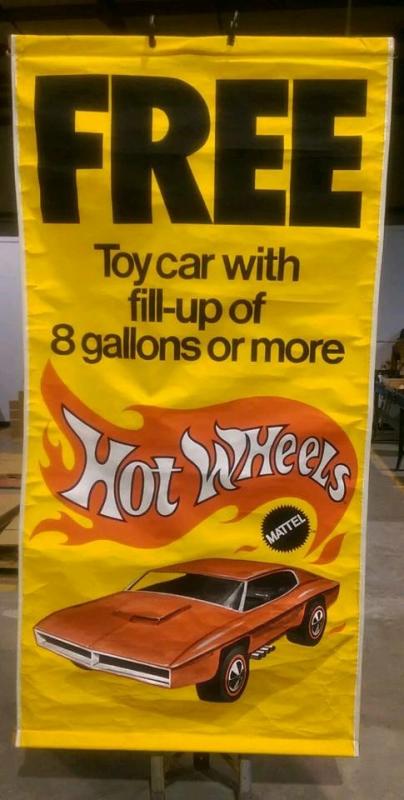 FREE
Toy car with
fill-up of
8 gallons or more
Hot Wheels
MATTEL